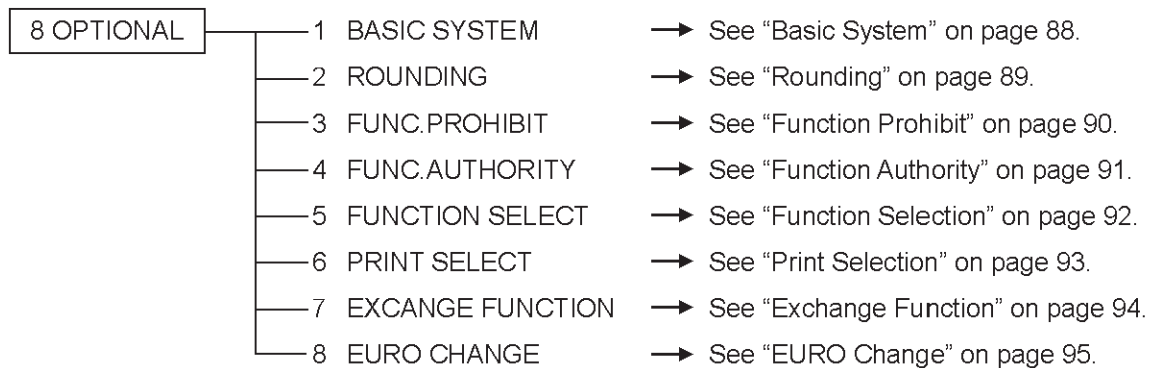 8 OPTIONAL 1 BASIC SYSTEM See “Basic System” on page 88.
2 ROUNDING See “Rounding” on page 89.
3 FUNC.PROHIBIT See “Function Prohibit” on page 90.
4 FUNC.AUTHORITY See “Function Authority” on page 91.
5 FUNCTION SELECT See “Function Selection” on page 92.
6 PRINT SELECT See “Print Selection” on page 93.
7 EXCANGE FUNCTION See “Exchange Function” on page 94.
8 EURO CHANGE See “EURO Change” on page 95.